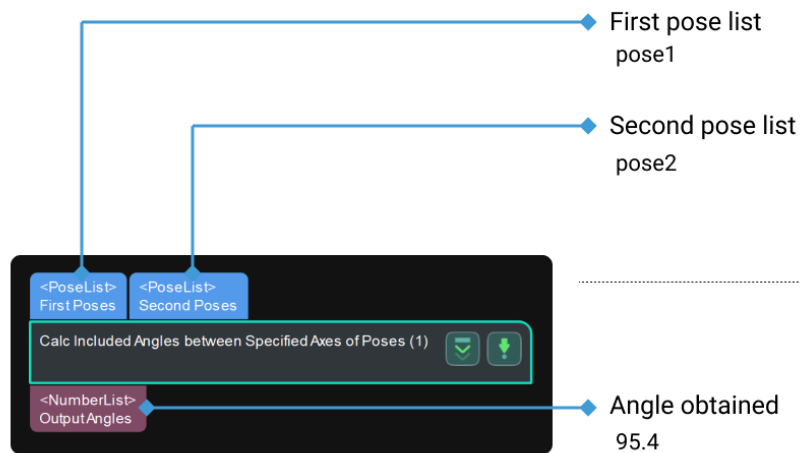 First pose list
pose1
Second pose list
pose2
<PoseList>
First Poses
<PoseList>
Second Poses
Calc Included Angles between Specified Axes of Poses (1)
<NumberList>
OutputAngles
Angle obtained
95.4